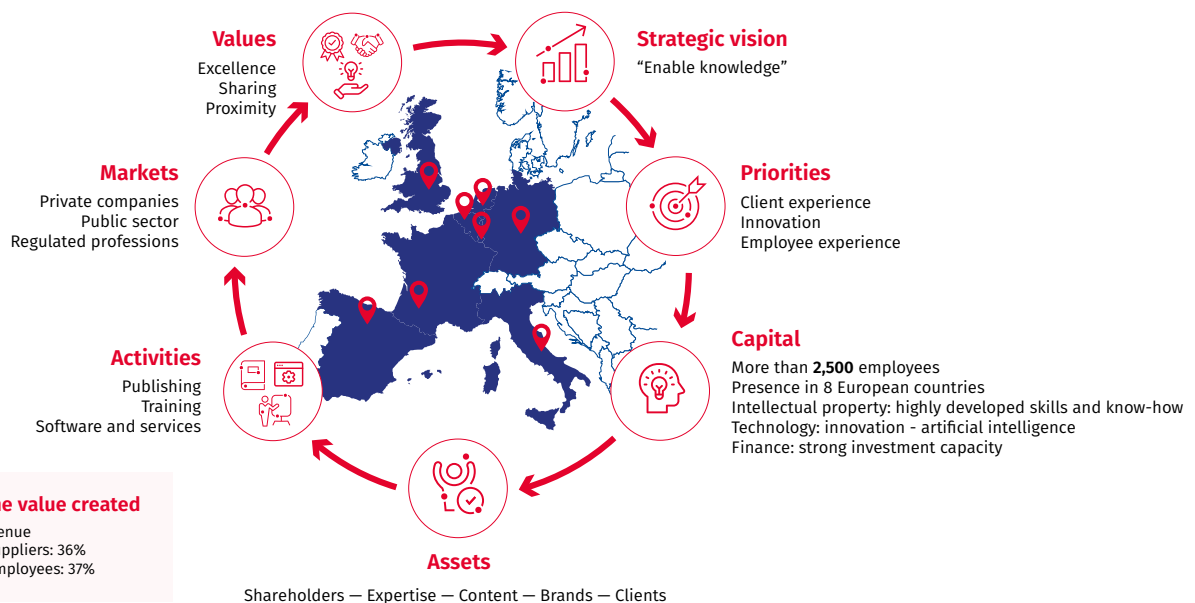 Values
Excellence
Sharing
Proximity
Strategic vision
“Enable knowledge”
Markets
Private companies
Public sector
Regulated professions
Priorities
Client experience
Innovation
Employee experience
Activities
Publishing
Training
Software and services
Capital
More than 2,500 employees
Presence in 8 European countries
Intellectual property: highly developed skills and know-how
Technology: innovation - artificial intelligence
Finance: strong investment capacity
value created
36%
37%
Assets
Shareholders — Expertise — Content — Brands — Clients